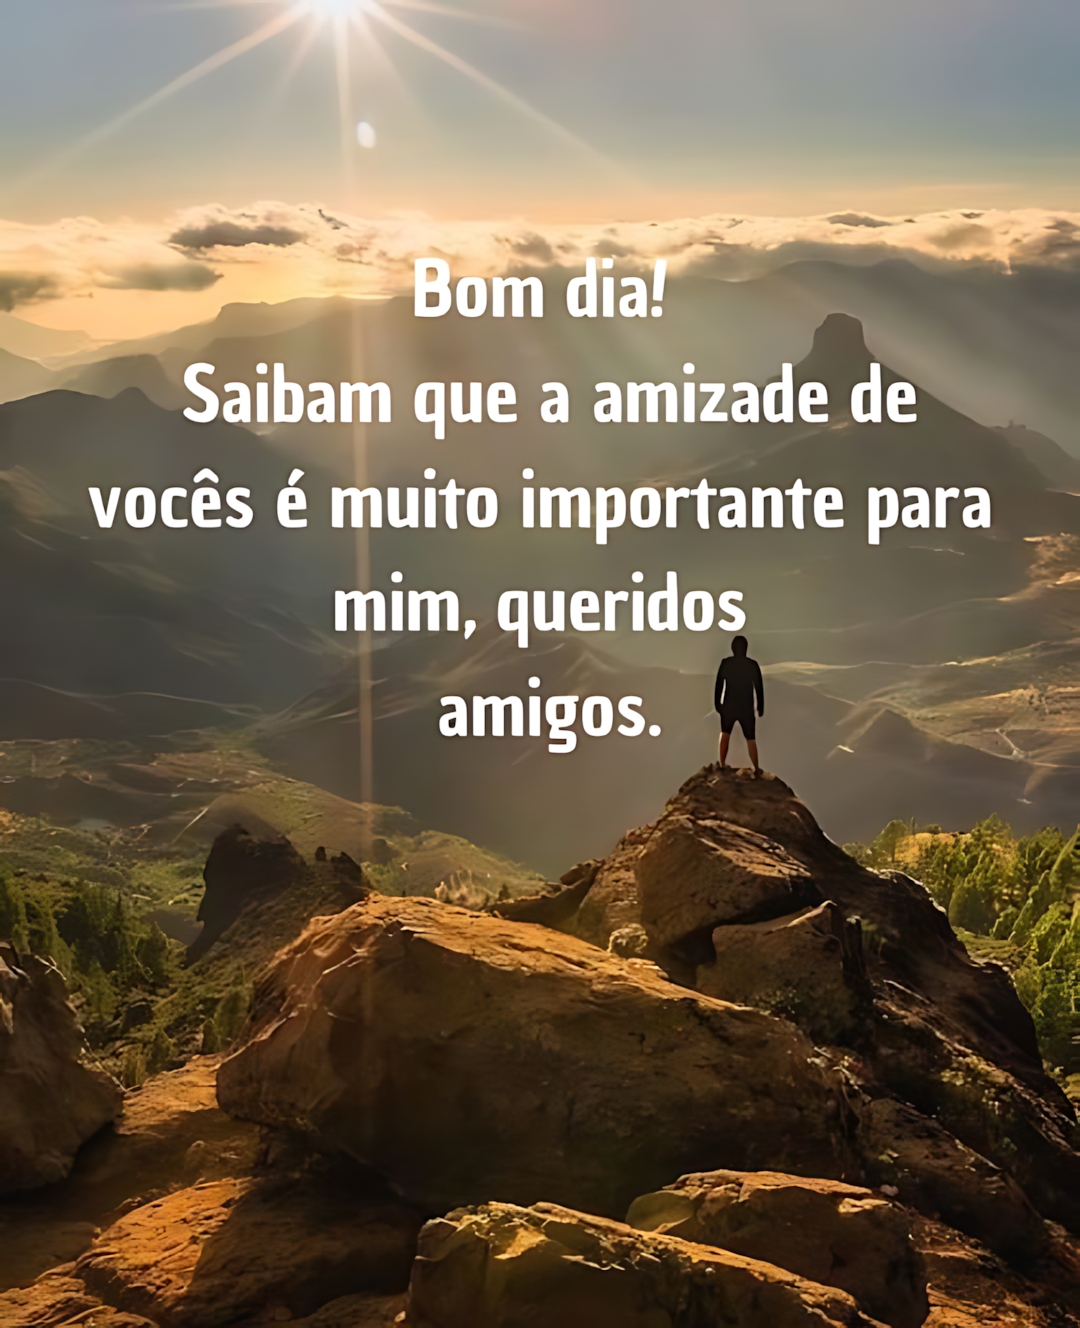 Bom dia!
Saibam que a amizade de
vocês é muito importante para
mim, queridos
amigos.